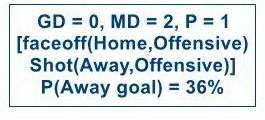 GD = 0, MD = 2, P = 1
[faceoff(Home,Offensive)
Shot(Away,Offensive)]
P(Away goal) = 36%